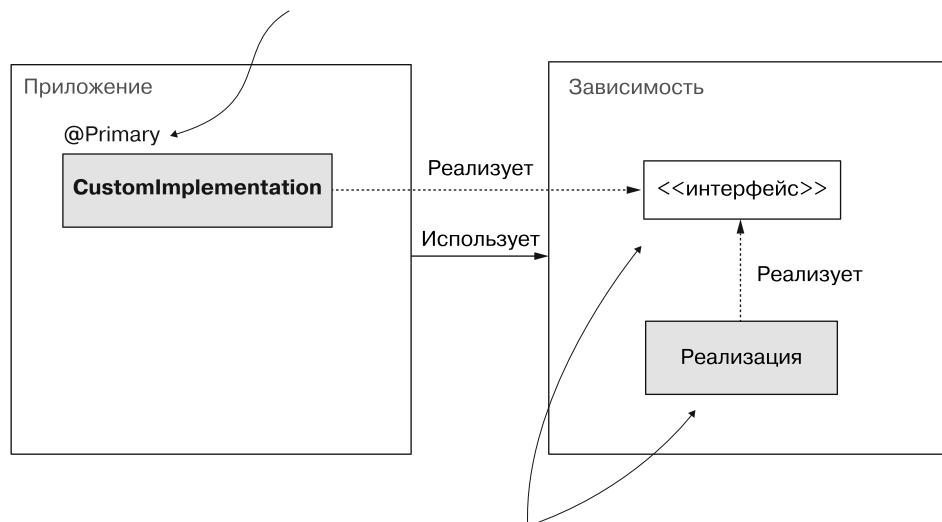 Приложение
Зависимость
@Primary
CustomImplementation
Реализует
<<интерфейс>>
Использует
Реализует
Реализация